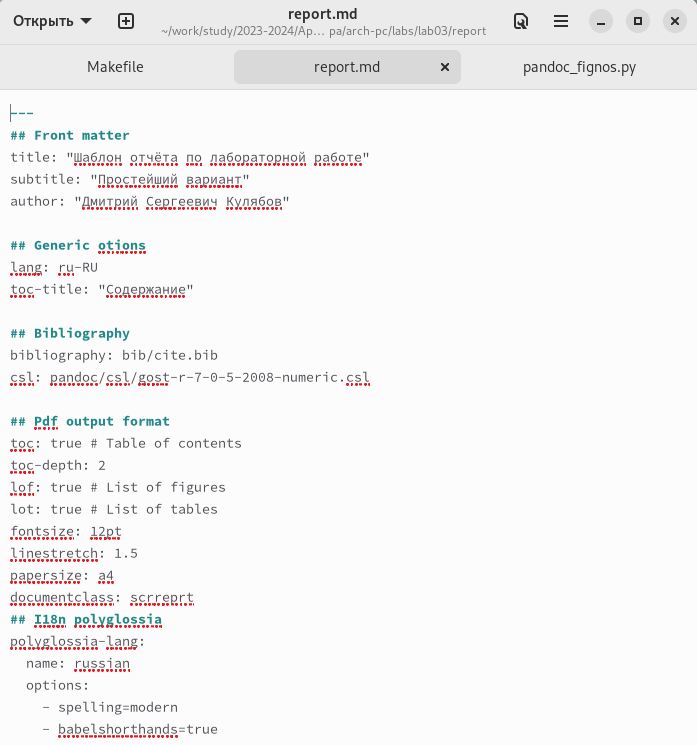 Открыть
report.md
~/work/study/2023-2024/Ар… ра/arch-pc/labs/lab03/report
Makefile
report.md
pandoc_fignos.py
---
## Front matter
title: "Шаблон отчёта по лабораторной работе"
subtitle: "Простейший вариант"
author: "Дмитрий Сергеевич Кулябов"
## Generic otions
lang: ru-RU
toc-title: "Содержание"
## Bibliography
bibliography: bib/cite.bib
csl: pandoc/csl/gost-r-7-0-5-2008-numeric.csl
## Pdf output format
toc: true # Table of contents
toc-depth: 2
lof: true # List of figures
lot: true # List of tables
fontsize: 12pt
linestretch: 1.5
papersize: a4
documentclass: scrreprt
## I18n polyglossia
polyglossia-lang:
  name: russian
  options:
    - spelling=modern
    - babelshorthands=true